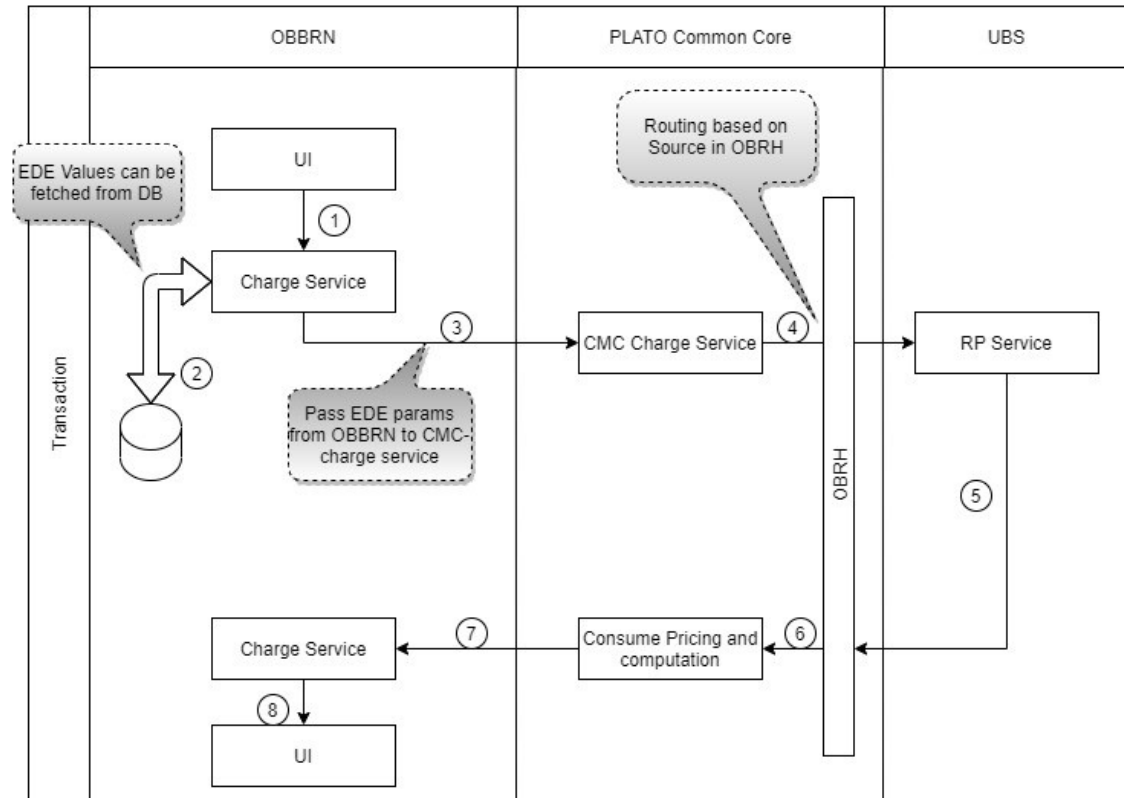 OBBRN
PLATO Common Core
UBS
Transaction
EDE Values can be
fetched from DB
UI
1
Charge Service
2
3
Pass EDE params
from OBBRN to CMC-
charge service
Routing based on
Source in OBRH
CMC Charge Service
4
OBRH
RP Service
5
6
Consume Pricing and
computation
7
Charge Service
8
UI